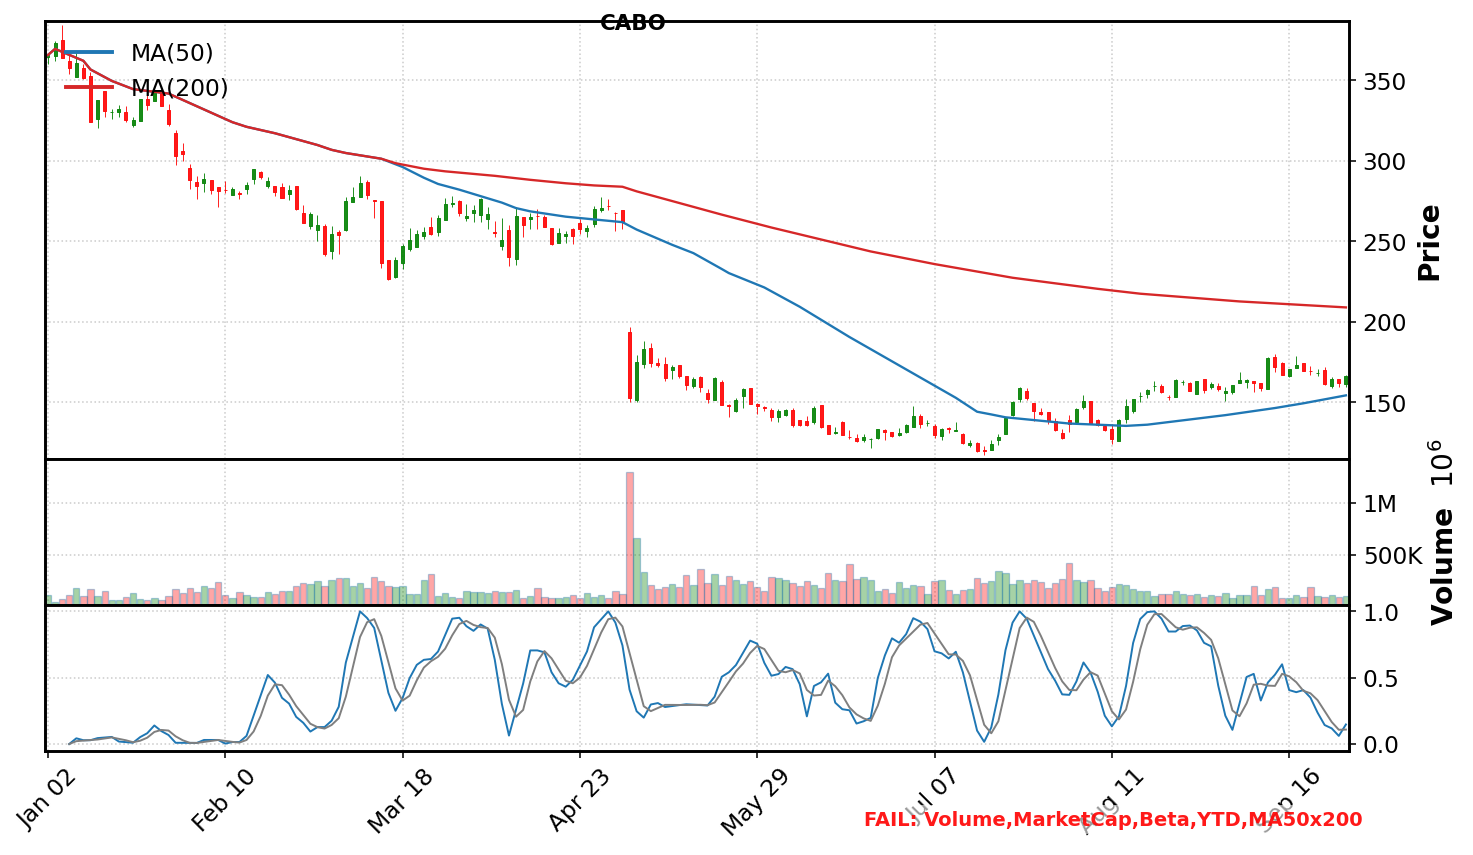 CABO
MA(50)
MA(200)
350
300
250
200
150
Price
1M
500K
Volume 10⁶
1.0
0.5
0.0
Jan 02
Feb 10
Mar 18
Apr 23
May 29
Jul 07
Aug 11
Sep 16
FAIL: Volume,MarketCap,Beta,YTD,MA50x200